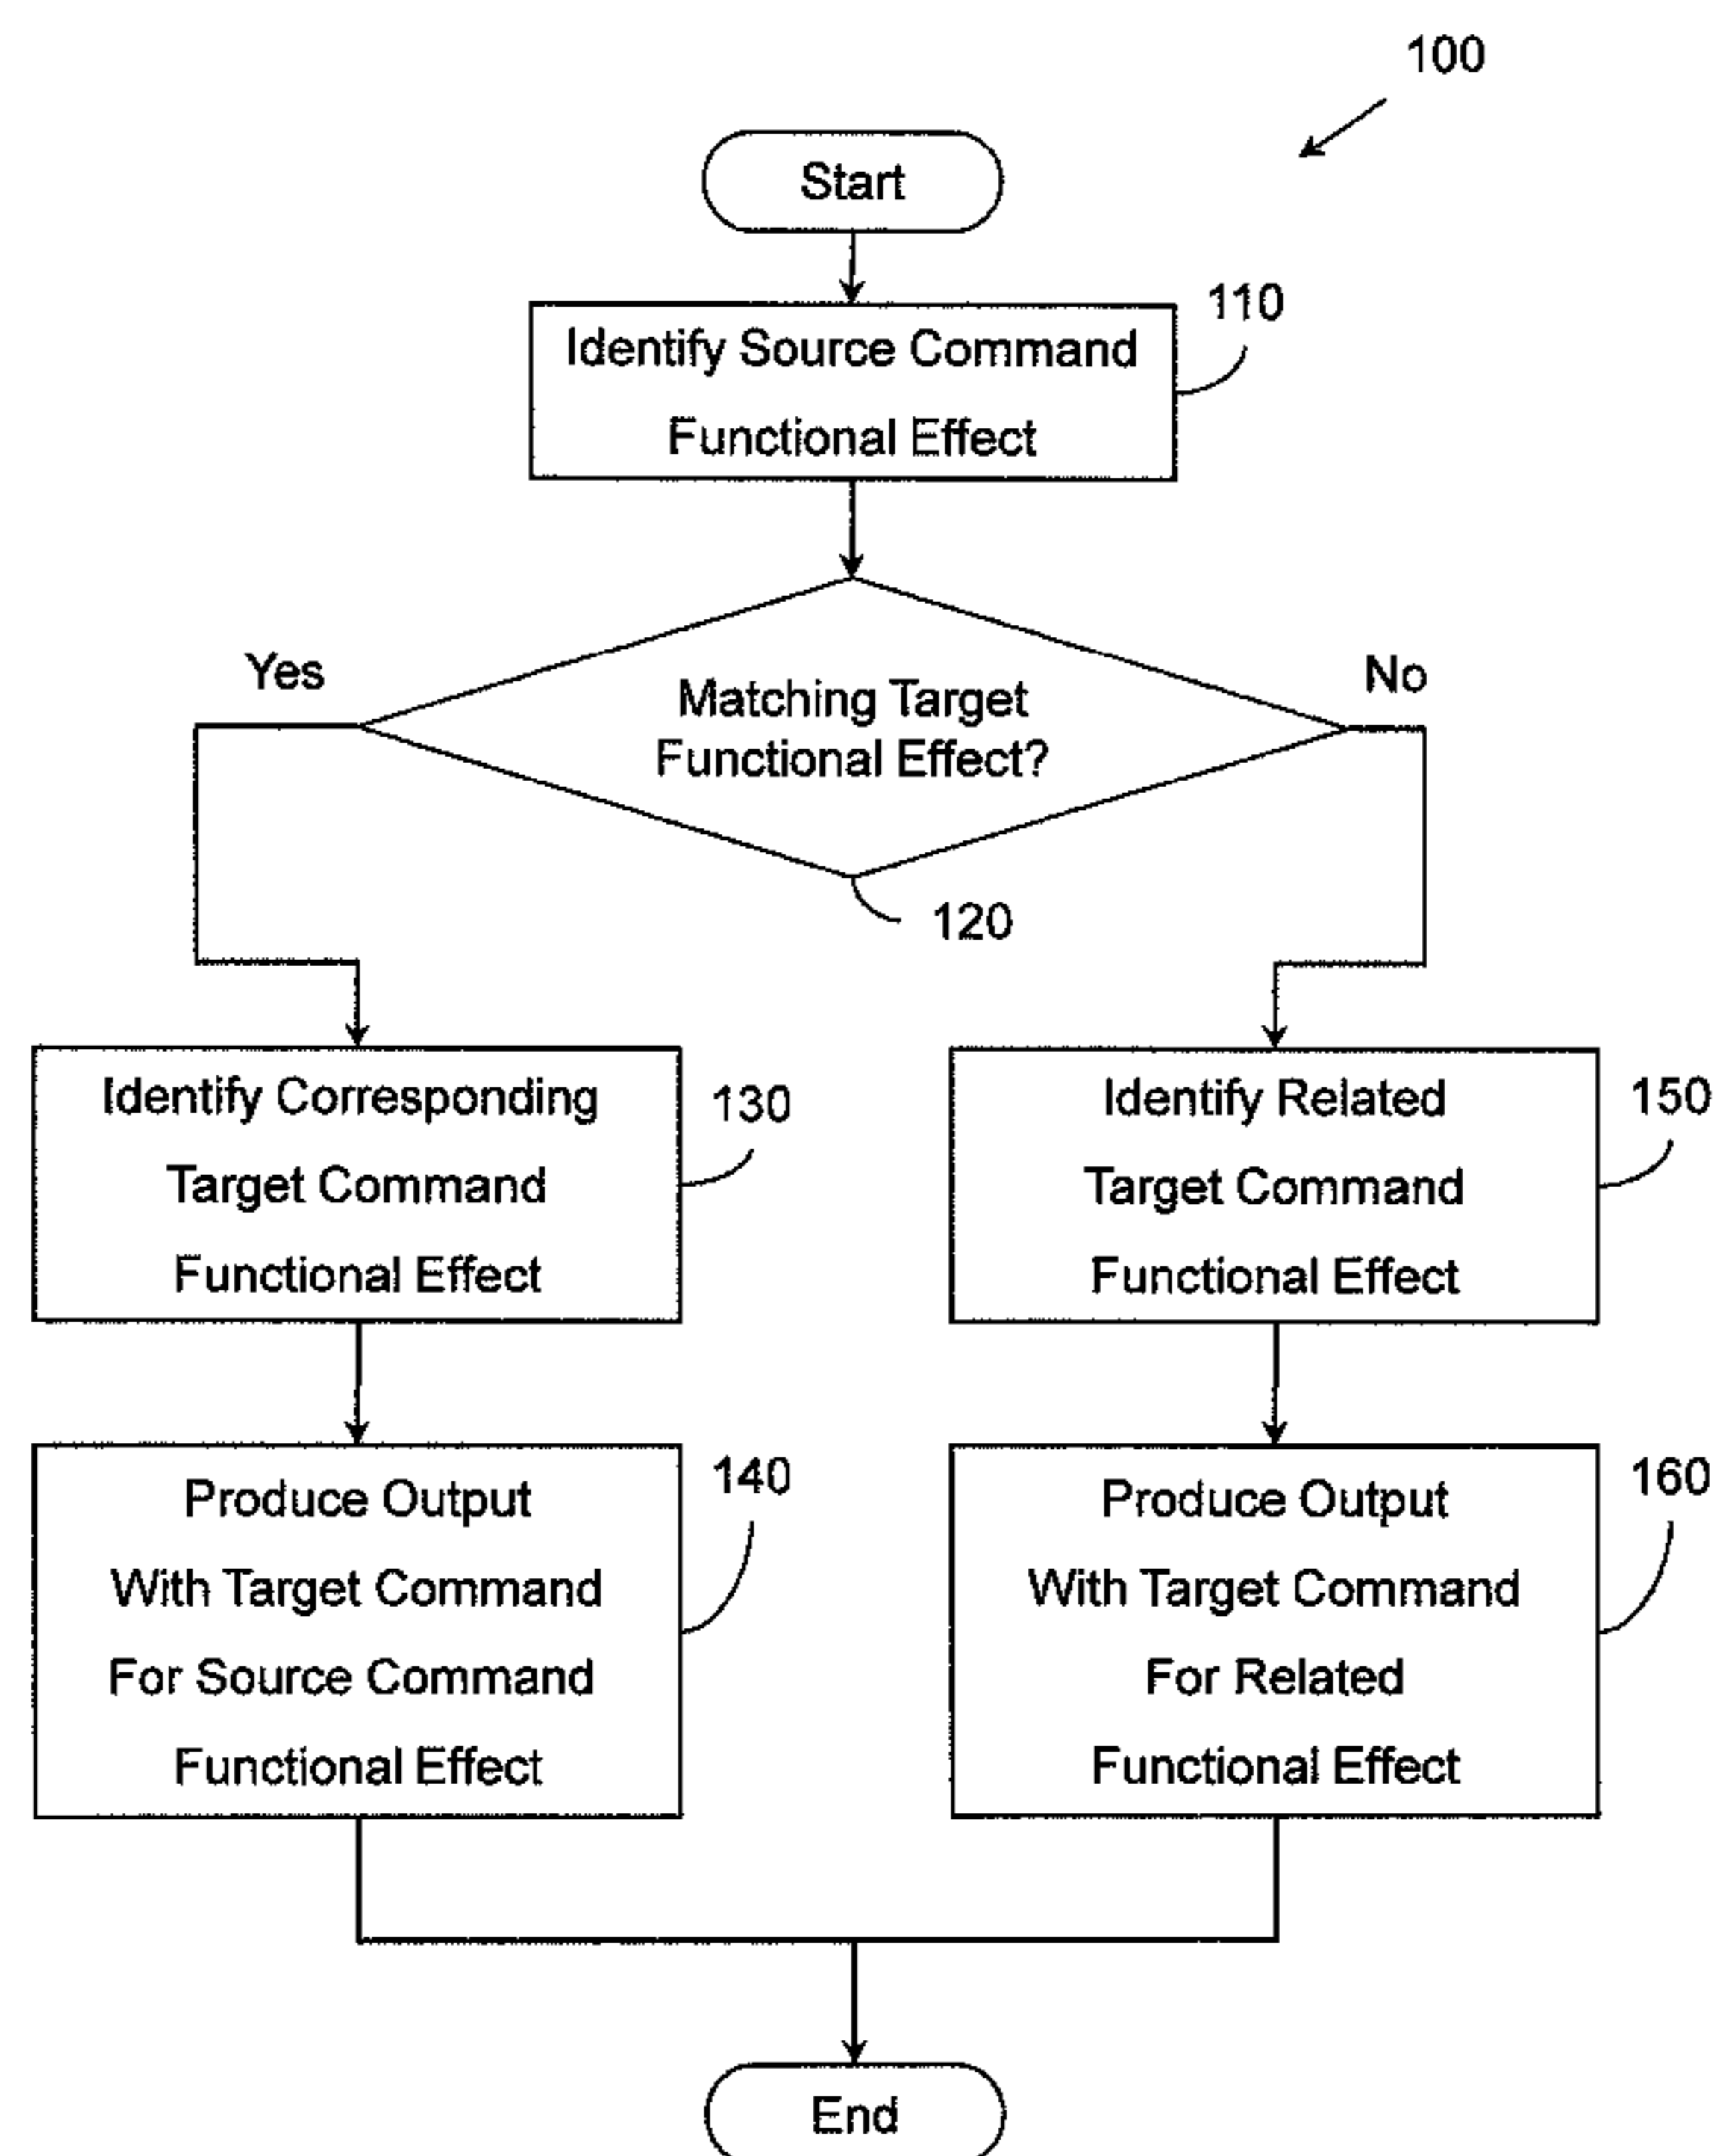 100
Start
110
Identify Source Command
Functional Effect
Yes
No
Matching Target
Functional Effect?
120
Identify Corresponding
Target Command
Functional Effect
130
Identify Related
Target Command
Functional Effect
150
Produce Output
With Target Command
For Source Command
Functional Effect
140
Produce Output
With Target Command
For Related
Functional Effect
160
End